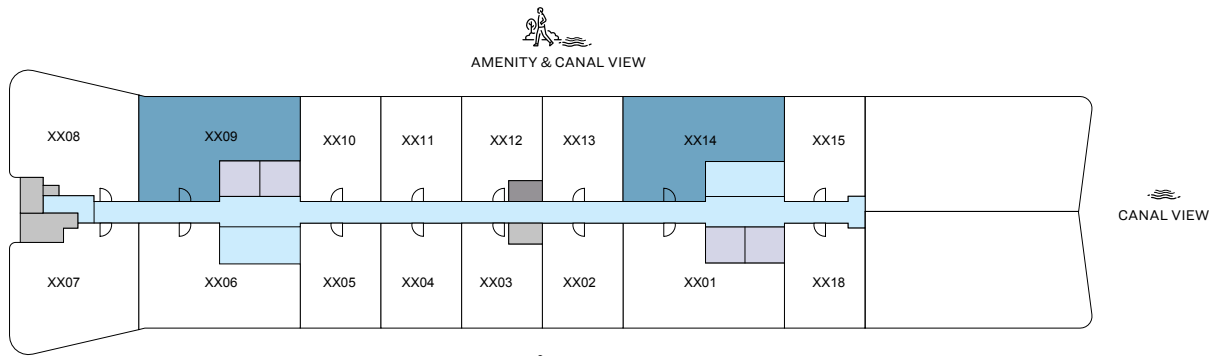 AMENITY & CANAL VIEW
XX08
XX09
XX10
XX11
XX12
XX13
XX14
XX15
CANAL VIEW
XX07
XX06
XX05
XX04
XX03
XX02
XX01
XX18